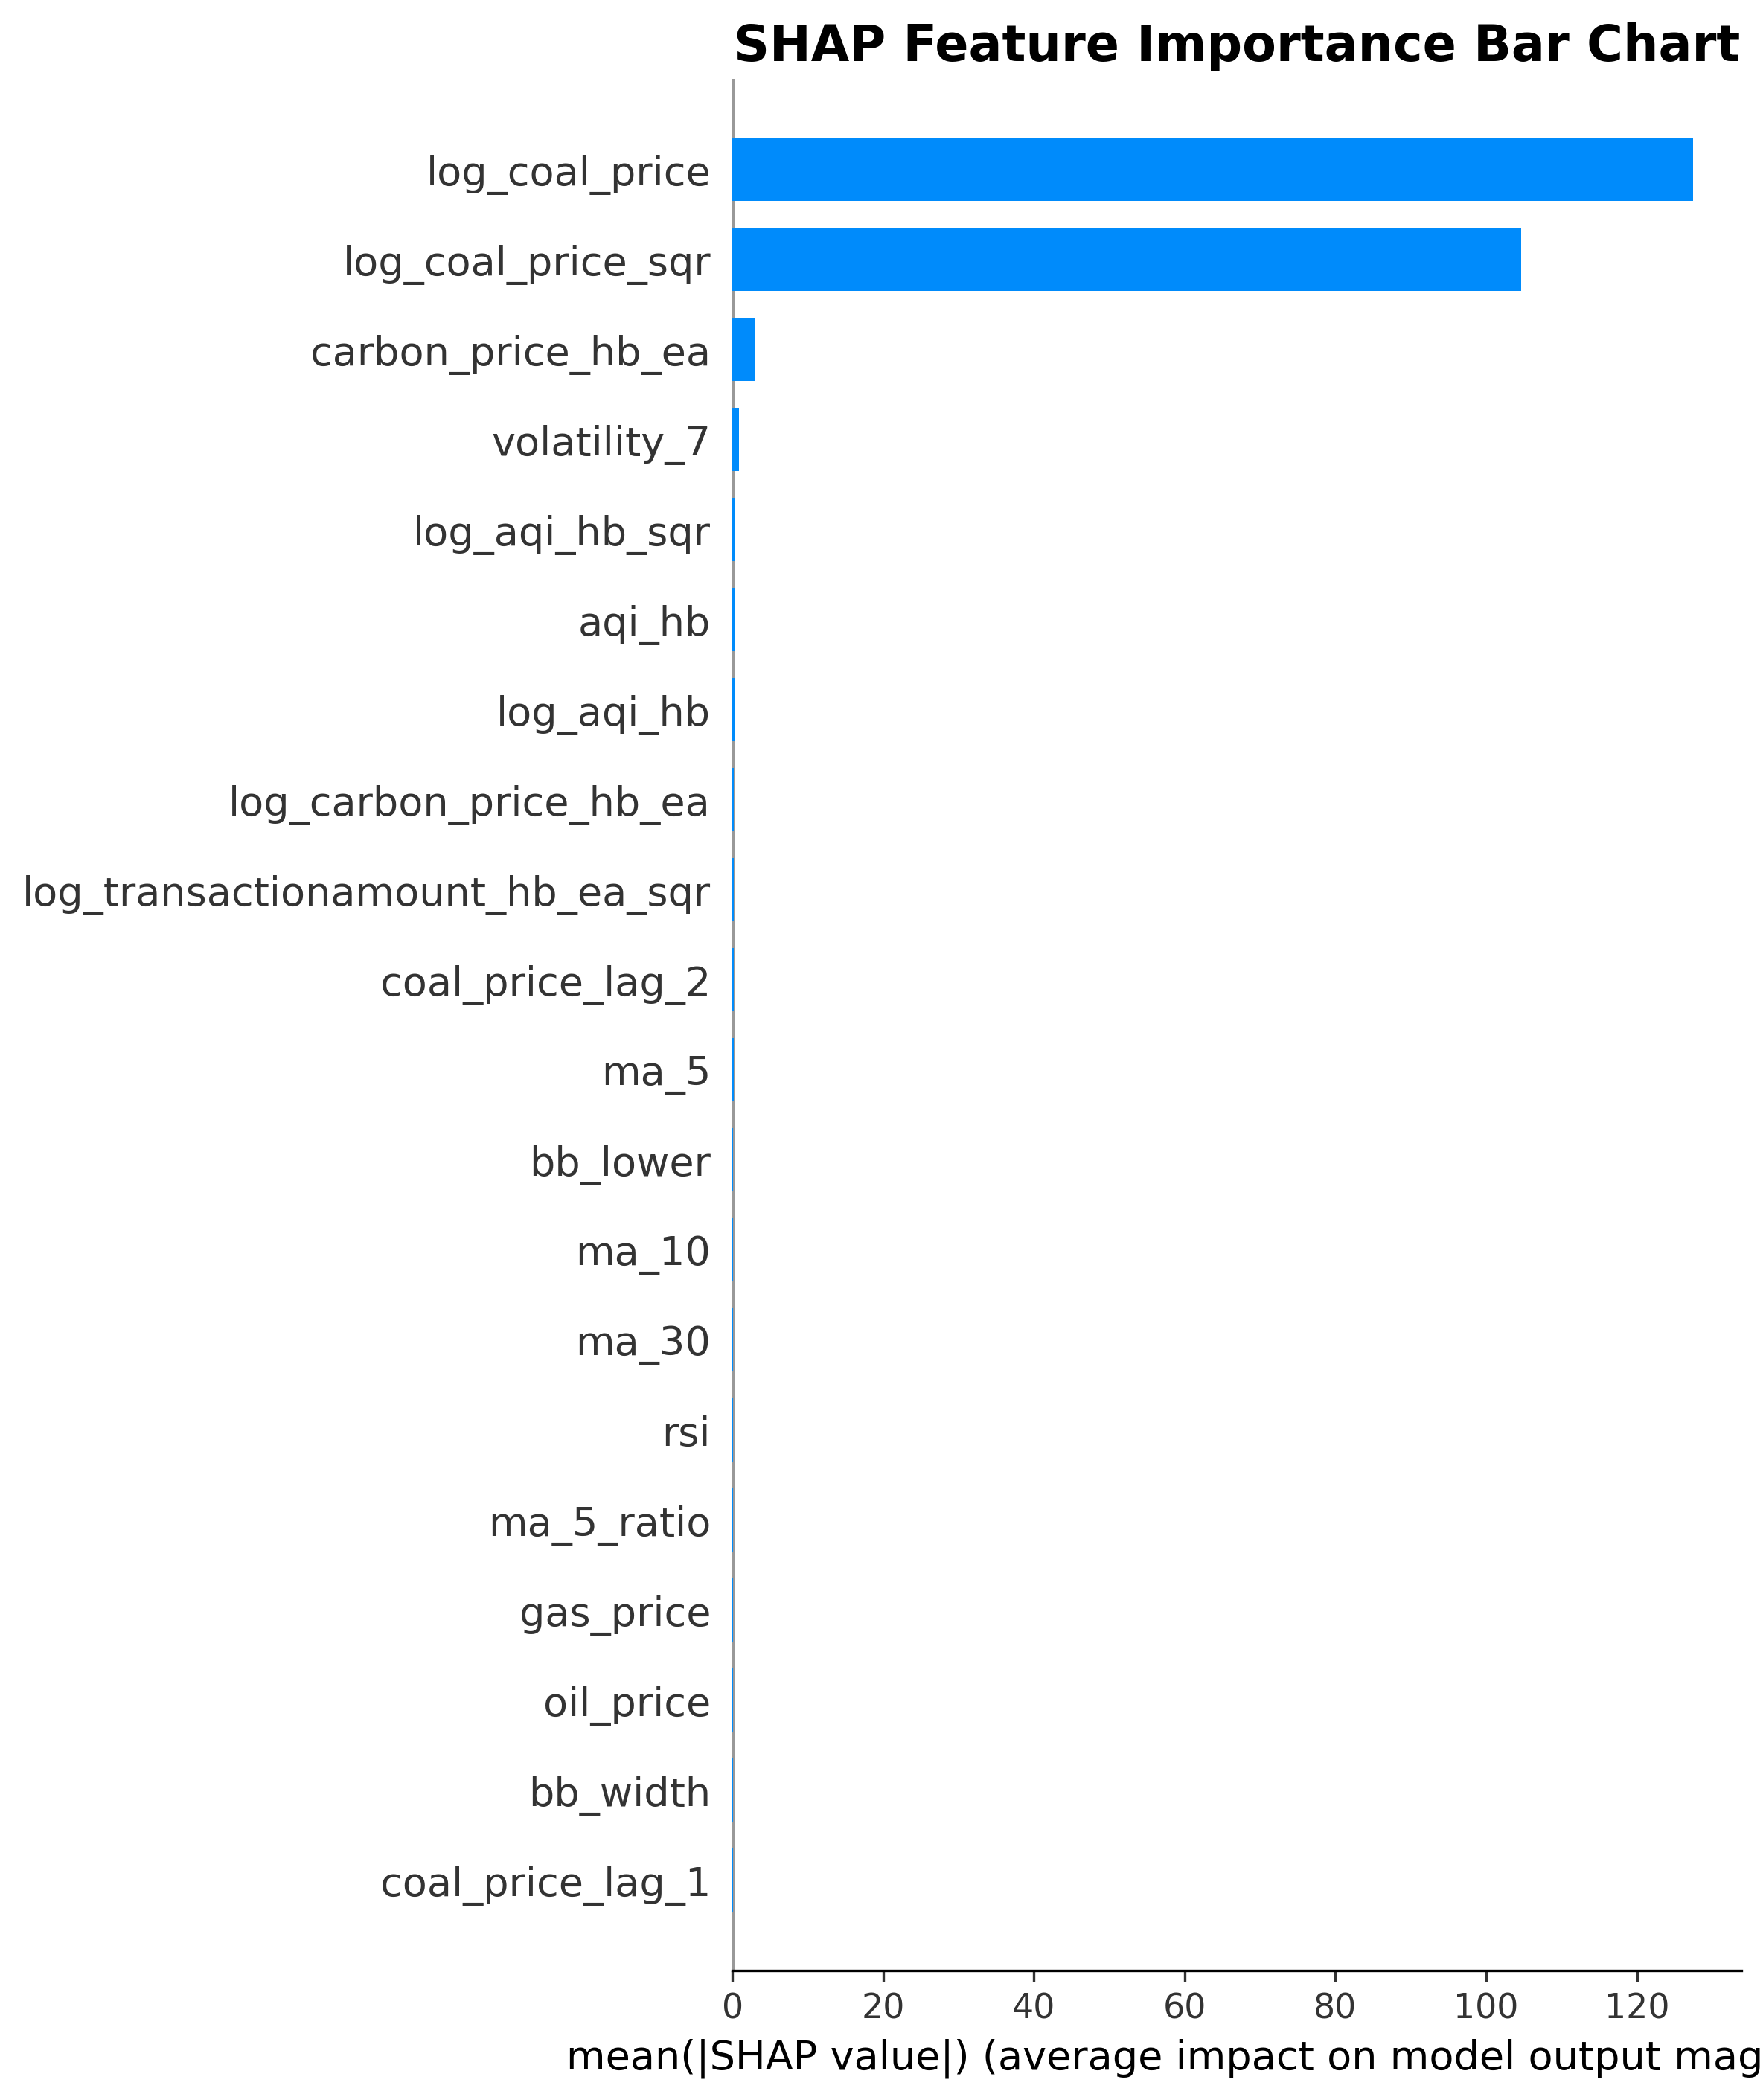 SHAP Feature Importance Bar Chart
log_coal_price
log_coal_price_sqr
carbon_price_hb_ea
volatility_7
log_aqi_hb_sqr
aqi_hb
log_aqi_hb
log_carbon_price_hb_ea
log_transactionamount_hb_ea_sqr
coal_price_lag_2
ma_5
bb_lower
ma_10
ma_30
rsi
ma_5_ratio
gas_price
oil_price
bb_width
coal_price_lag_1
0 20 40 60 80 100 120
mean(|SHAP value|) (average impact on model output mag